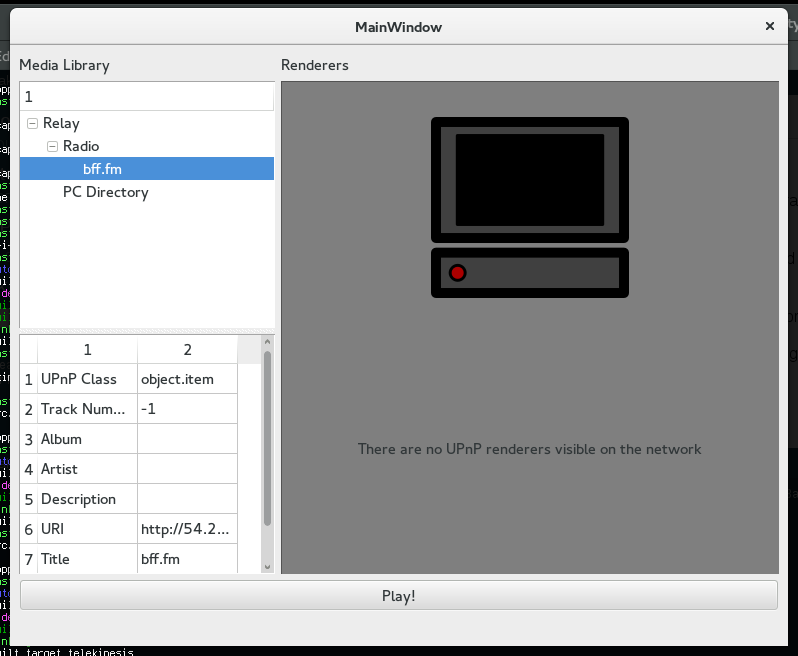 MainWindow
Media Library
Renderers
1
Relay
Radio
bff.fm
PC Directory
1 2
1 UPnP Class object.item
2 Track Num... -1
3 Album
4 Artist
5 Description
6 URI http://54.2...
7 Title bff.fm
There are no UPnP renderers visible on the network
Play!
target telekinesis